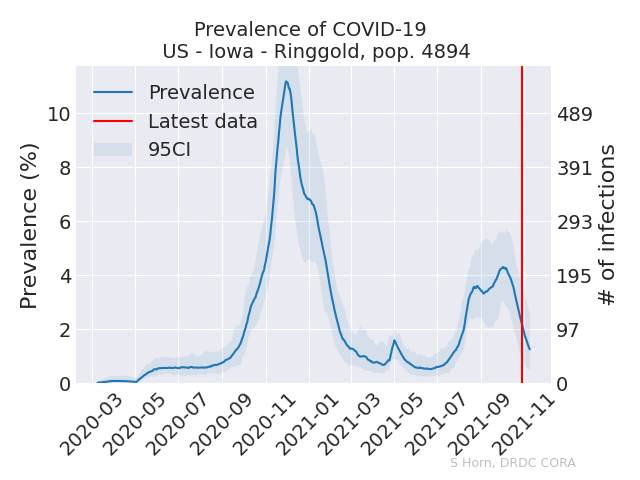 Prevalence of COVID-19
US - Iowa - Ringgold, pop. 4894
Prevalence
Latest data
95CI
Prevalence (%)
10
8
6
4
2
0
# of infections
489
391
293
195
97
0
2020-03
2020-05
2020-07
2020-09
2020-11
2021-01
2021-03
2021-05
2021-07
2021-09
2021-11
S Horn, DRDC CORA